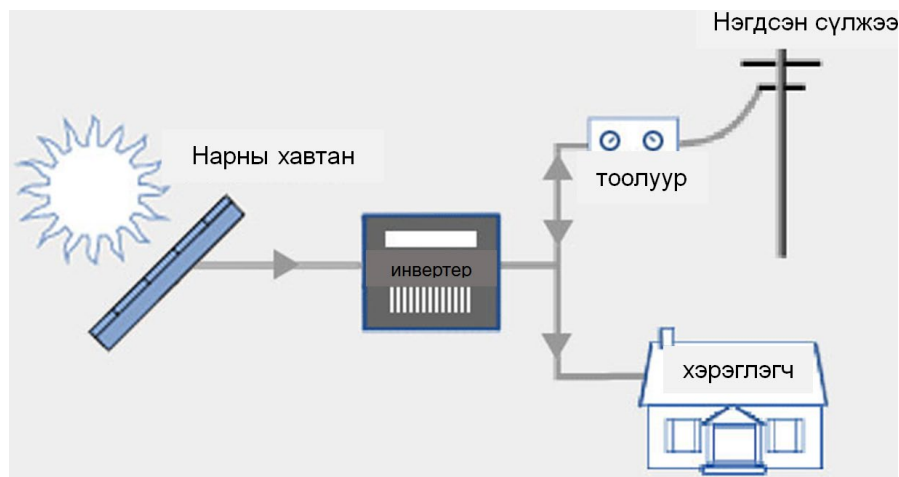 Нэгдсэн сүлжээ
Нарны хавтан
тоолуур
инвертер
хэрэглэгч